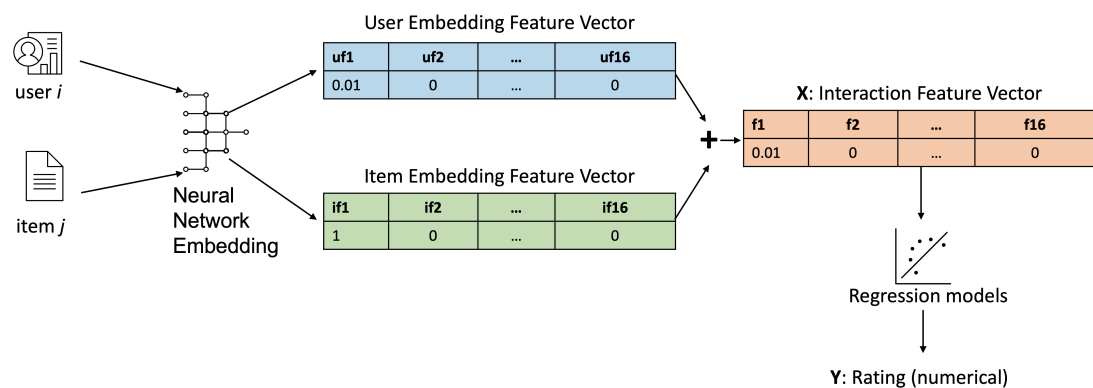 user i
item j
Neural
Network
Embedding
User Embedding Feature Vector
uf1 uf2 ... uf16
0.01 0 ... 0
Item Embedding Feature Vector
if1 if2 ... if16
1 0 ... 0
+
X: Interaction Feature Vector
f1 f2 ... f16
0.01 0 ... 0
Regression models
Y: Rating (numerical)